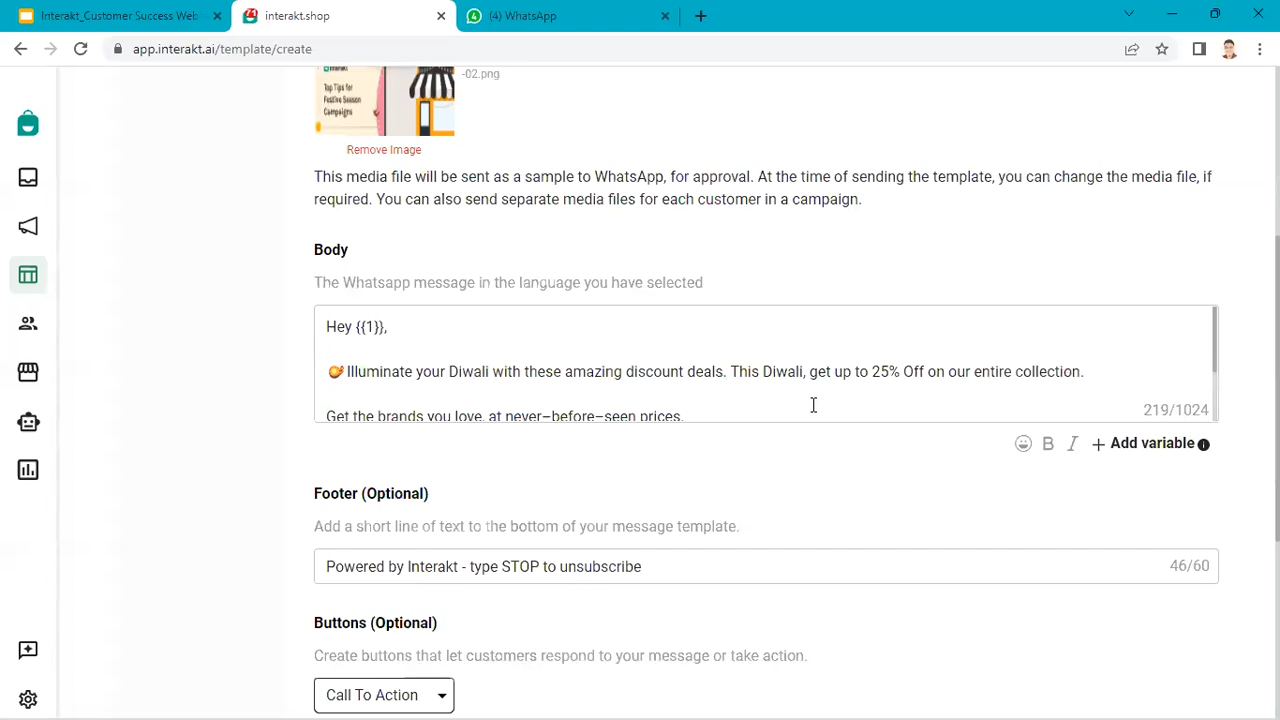 Interakt_Customer Success Web
interakt.shop
(4) WhatsApp
app.interakt.ai/template/create
interakt
Top Tips for
Festive Season
Campaigns
-02.png
Remove Image
This media file will be sent as a sample to WhatsApp, for approval. At the time of sending the template, you can change the media file, if
required. You can also send separate media files for each customer in a campaign.
Body
The Whatsapp message in the language you have selected
Hey {{1}},
🪔 Illuminate your Diwali with these amazing discount deals. This Diwali, get up to 25% Off on our entire collection.
Get the brands you love, at never–before–seen prices.
219/1024
B I + Add variable
Footer (Optional)
Add a short line of text to the bottom of your message template.
Powered by Interakt - type STOP to unsubscribe
46/60
Buttons (Optional)
Create buttons that let customers respond to your message or take action.
Call To Action